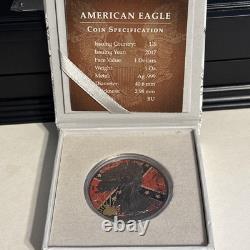 AMERICAN EAGLE
COIN SPECIFICATION
Issuing Country: US
Issuing Year: 2017
Face Value: 1 Dollars
Weight: 1 Oz
Metal: Ag .999
Diameter: 40.6 mm
Thickness: 2.98 mm
BU